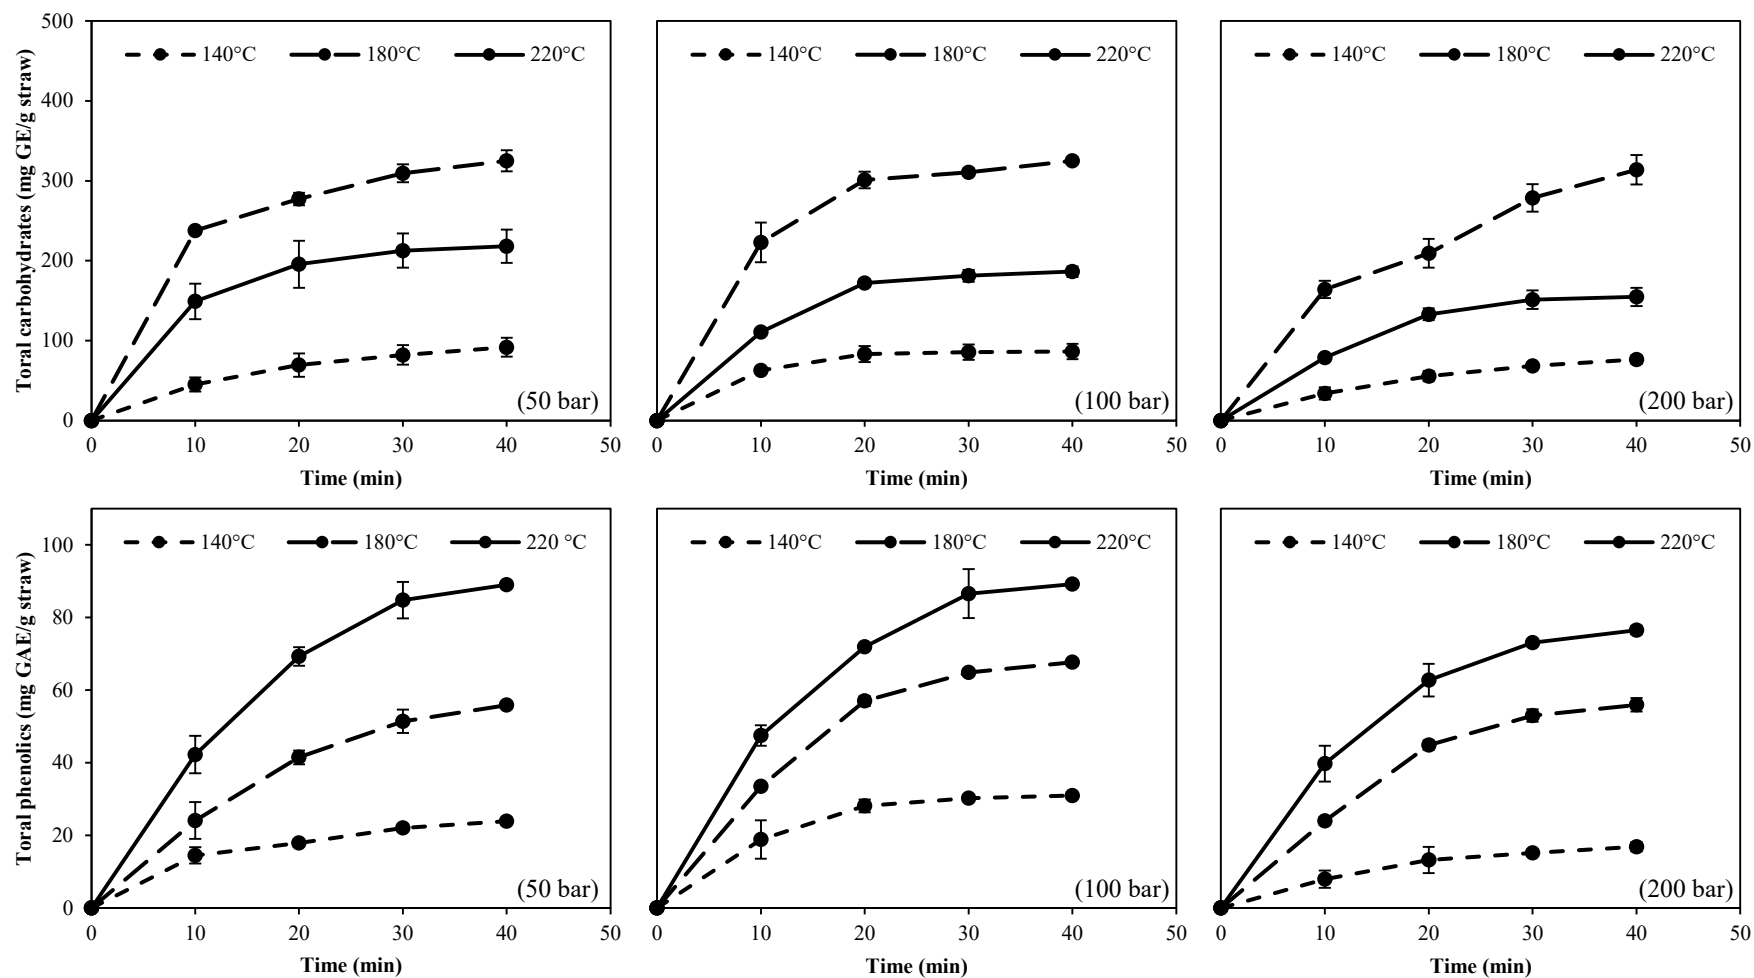 Toral carbohydrates (mg GE/g straw)
500
400
300
200
100
0
140°C 180°C 220°C
(50 bar)
0 10 20 30 40 50
Time (min)
140°C 180°C 220°C
(100 bar)
0 10 20 30 40 50
Time (min)
140°C 180°C 220°C
(200 bar)
0 10 20 30 40 50
Time (min)
Toral phenolics (mg GAE/g straw)
100
80
60
40
20
0
140°C 180°C 220 °C
(50 bar)
0 10 20 30 40 50
Time (min)
140°C 180°C 220°C
(100 bar)
0 10 20 30 40 50
Time (min)
140°C 180°C 220°C
(200 bar)
0 10 20 30 40 50
Time (min)